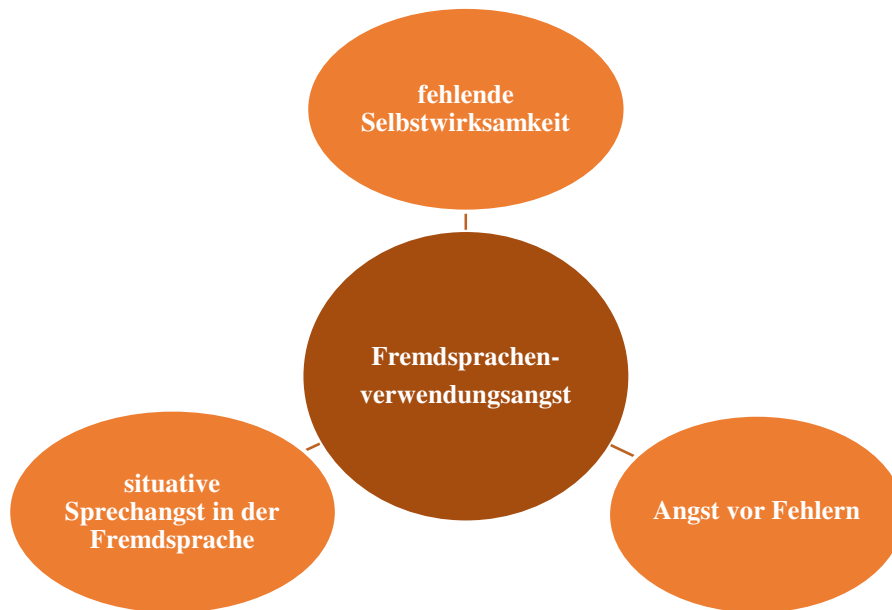 fehlende
Selbstwirksamkeit
Fremdsprachen-
verwendungsangst
situative
Sprechangst in der
Fremdsprache
Angst vor Fehlern